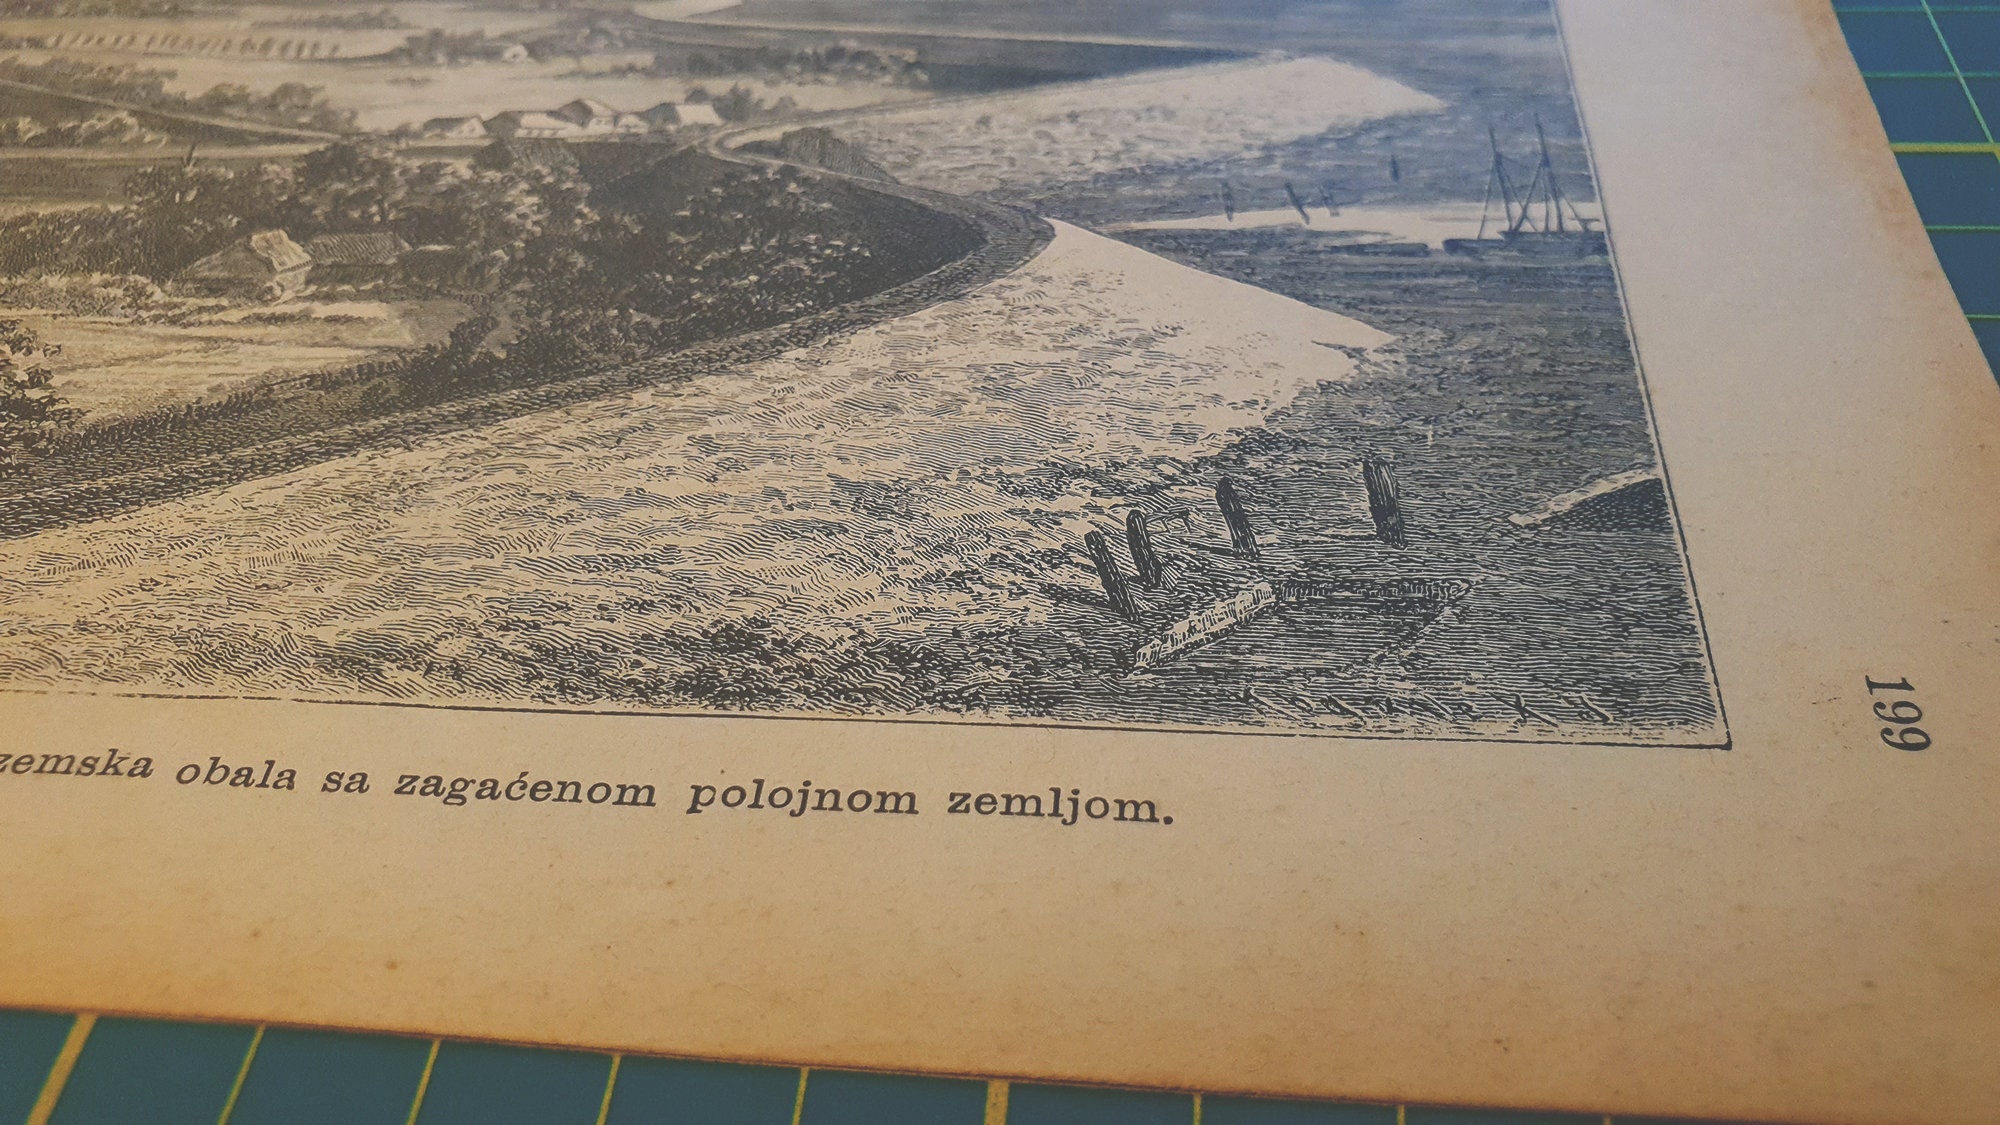 zemska obala sa zagaćenom polojnom zemljom.
199